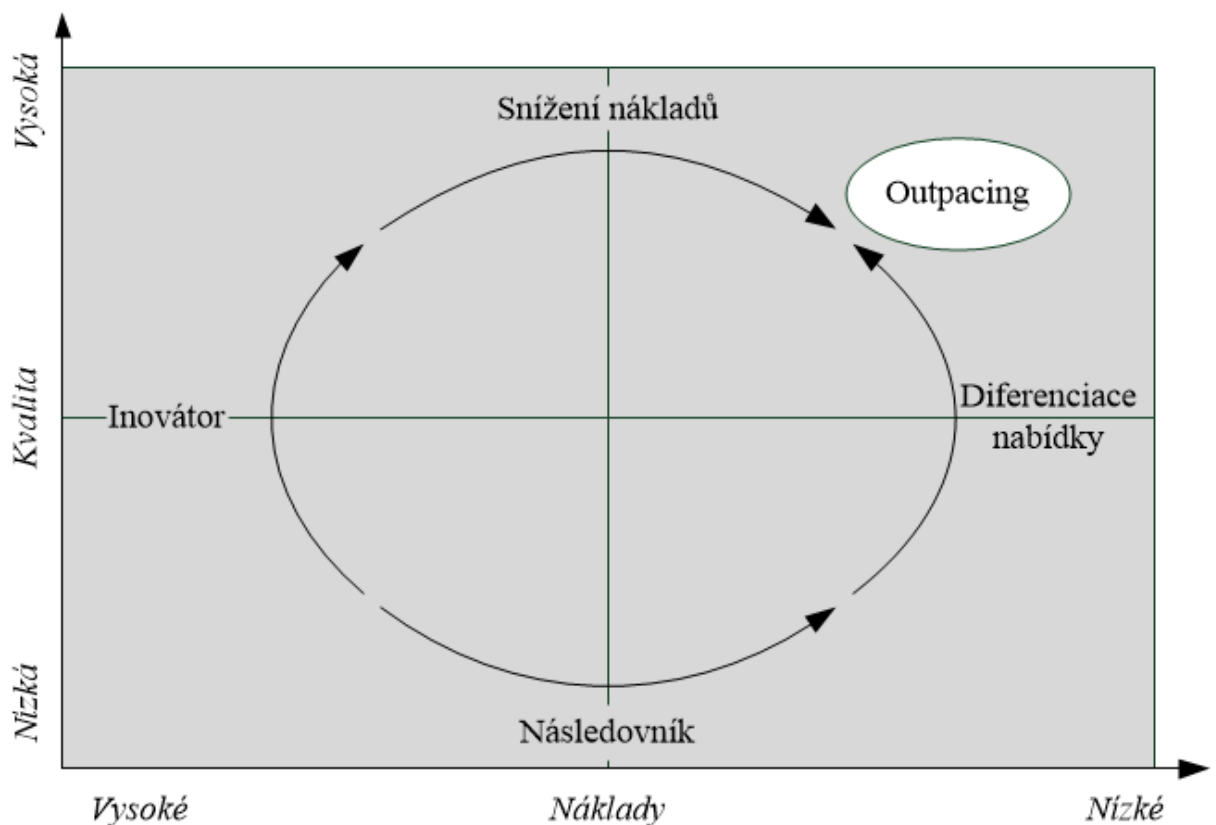 Vysoká
Snížení nákladů
Outpacing
Kvalita
Inovátor
Diferenciace
nabídky
Nízká
Následovník
Vysoké
Náklady
Nízké